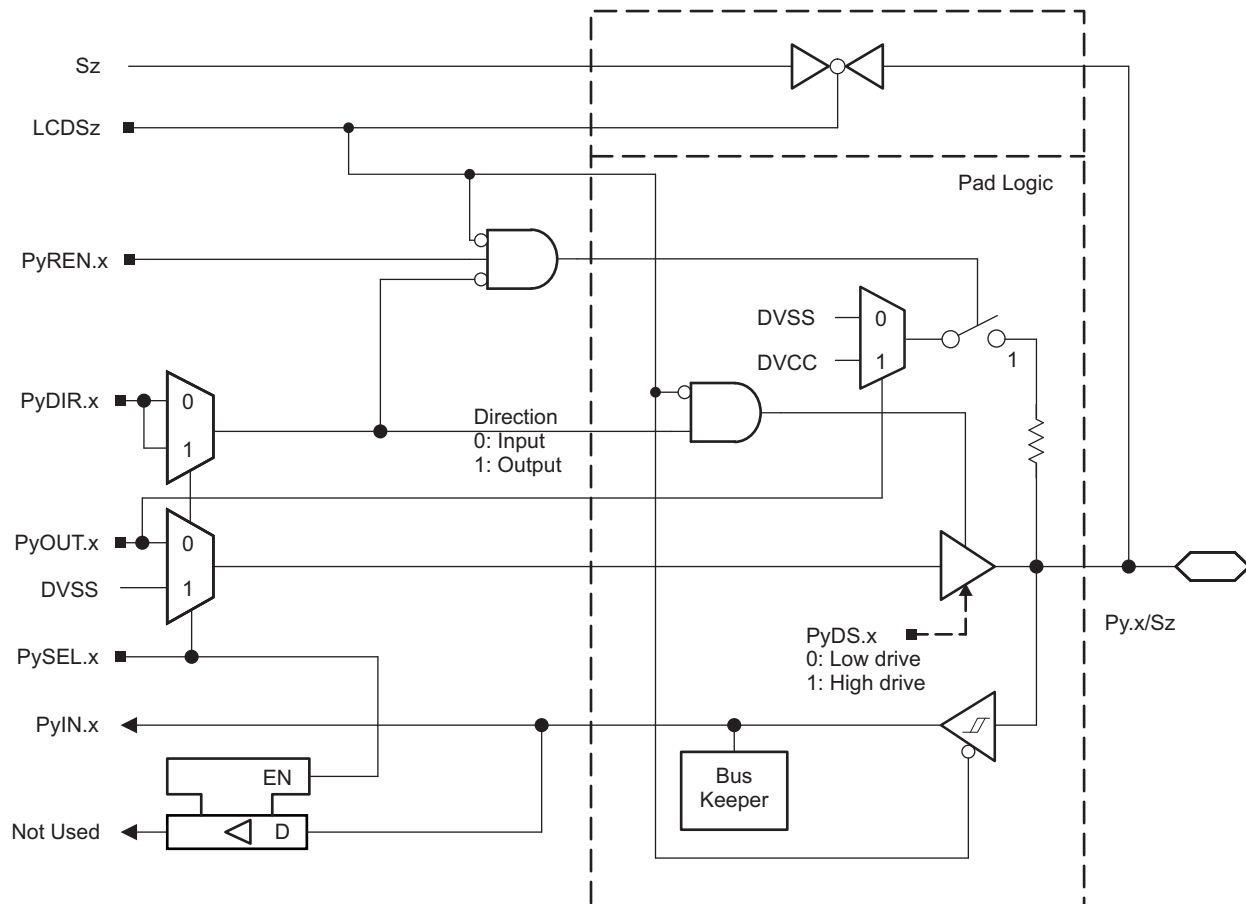 Sz
LCDSz
Pad Logic
PyREN.x
DVSS
0
DVCC
1
1
PyDIR.x
0
1
Direction
0: Input
1: Output
PyOUT.x
0
DVSS
1
PyDS.x
0: Low drive
1: High drive
Py.x/Sz
PySEL.x
PyIN.x
EN
Bus
Keeper
Not Used
D